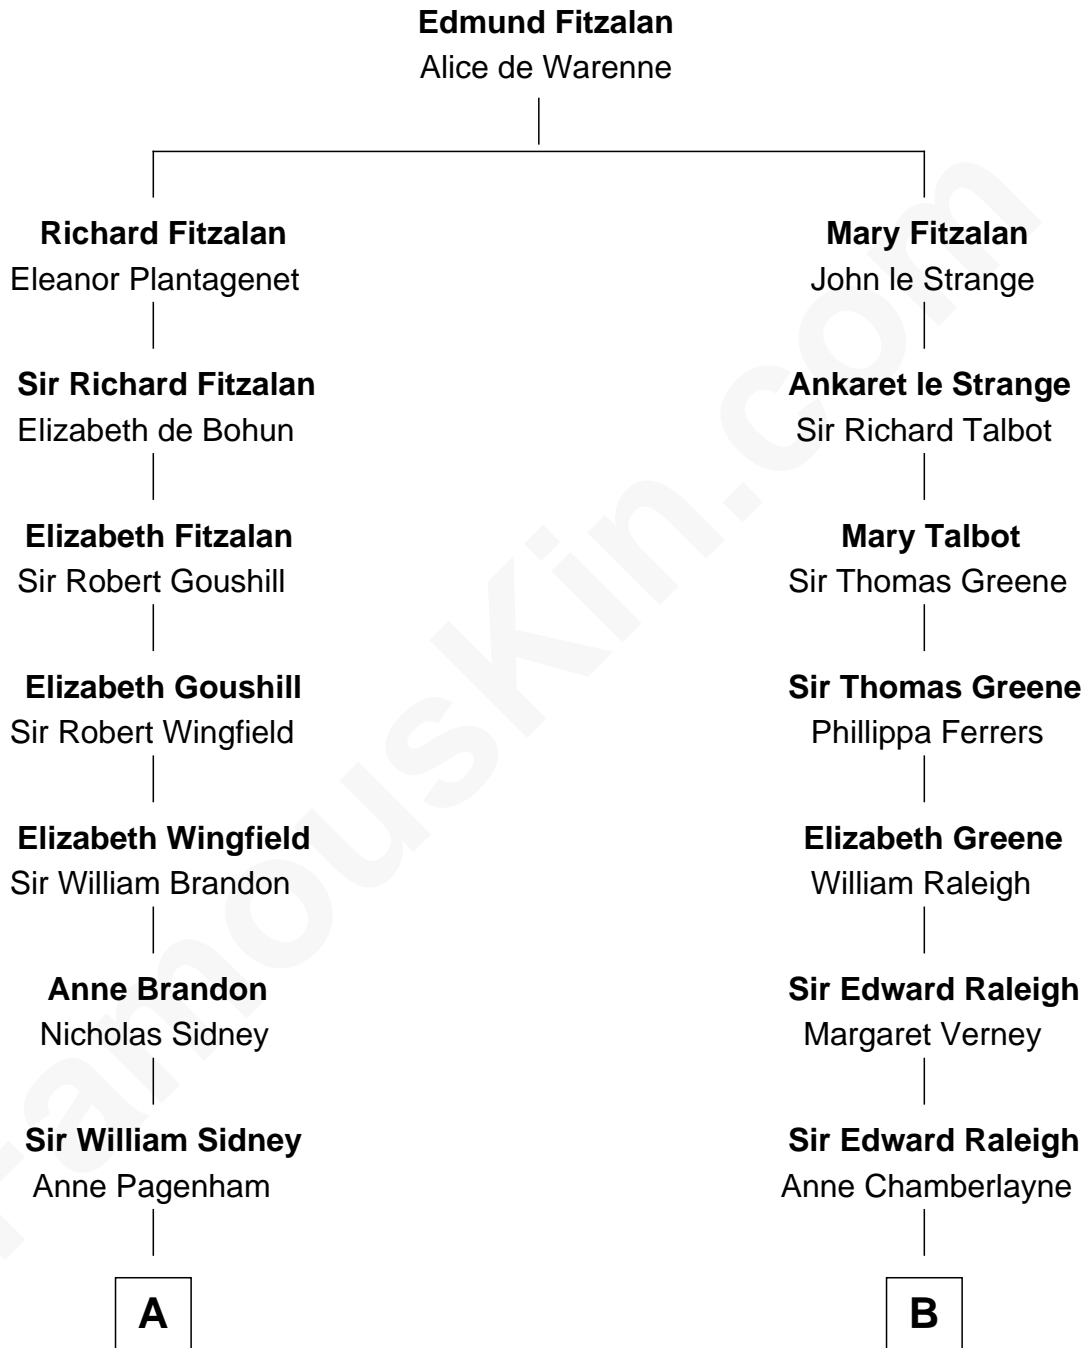 Edmund Fitzalan
Alice de Warenne
Richard Fitzalan
Eleanor Plantagenet
Mary Fitzalan
John le Strange
Sir Richard Fitzalan
Elizabeth de Bohun
Ankaret le Strange
Sir Richard Talbot
Elizabeth Fitzalan
Sir Robert Goushill
Mary Talbot
Sir Thomas Greene
Elizabeth Goushill
Sir Robert Wingfield
Sir Thomas Greene
Phillippa Ferrers
Elizabeth Wingfield
Sir William Brandon
Elizabeth Greene
William Raleigh
Anne Brandon
Nicholas Sidney
Sir Edward Raleigh
Margaret Verney
Sir William Sidney
Anne Pagenham
Sir Edward Raleigh
Anne Chamberlayne
A
B
FamousKin.com